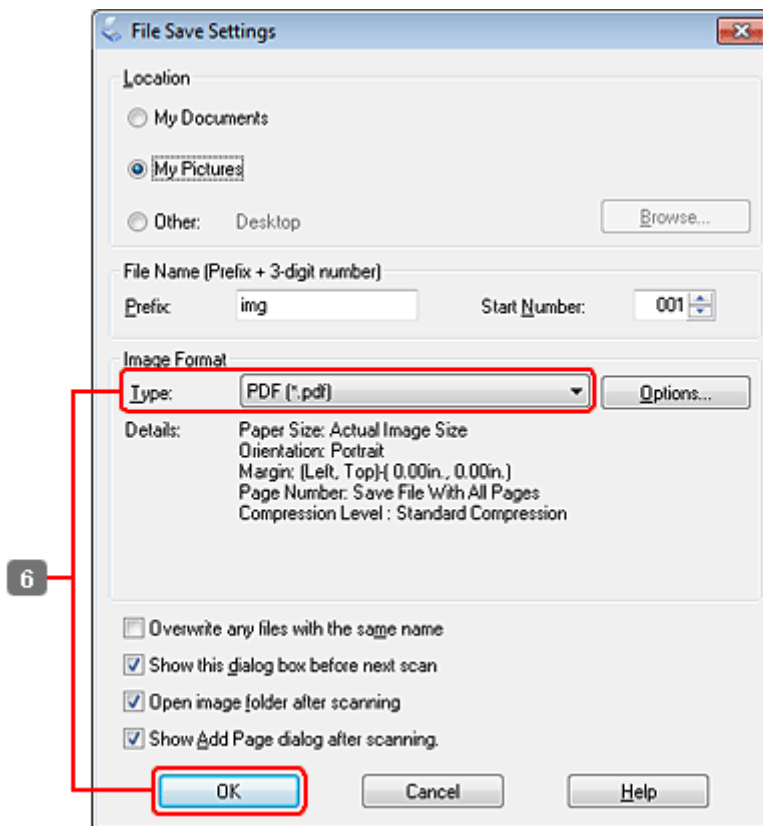 File Save Settings
Location
My Documents
My Pictures
Other: Desktop Browse...
File Name (Prefix + 3-digit number)
Prefix: img Start Number: 001
Image Format
Type: PDF (*.pdf) Options...
Details: Paper Size: Actual Image Size
Orientation: Portrait
Margin: (Left, Top)-( 0.00in., 0.00in.)
Page Number: Save File With All Pages
Compression Level : Standard Compression
6
Overwrite any files with the same name
Show this dialog box before next scan
Open image folder after scanning
Show Add Page dialog after scanning.
OK Cancel Help